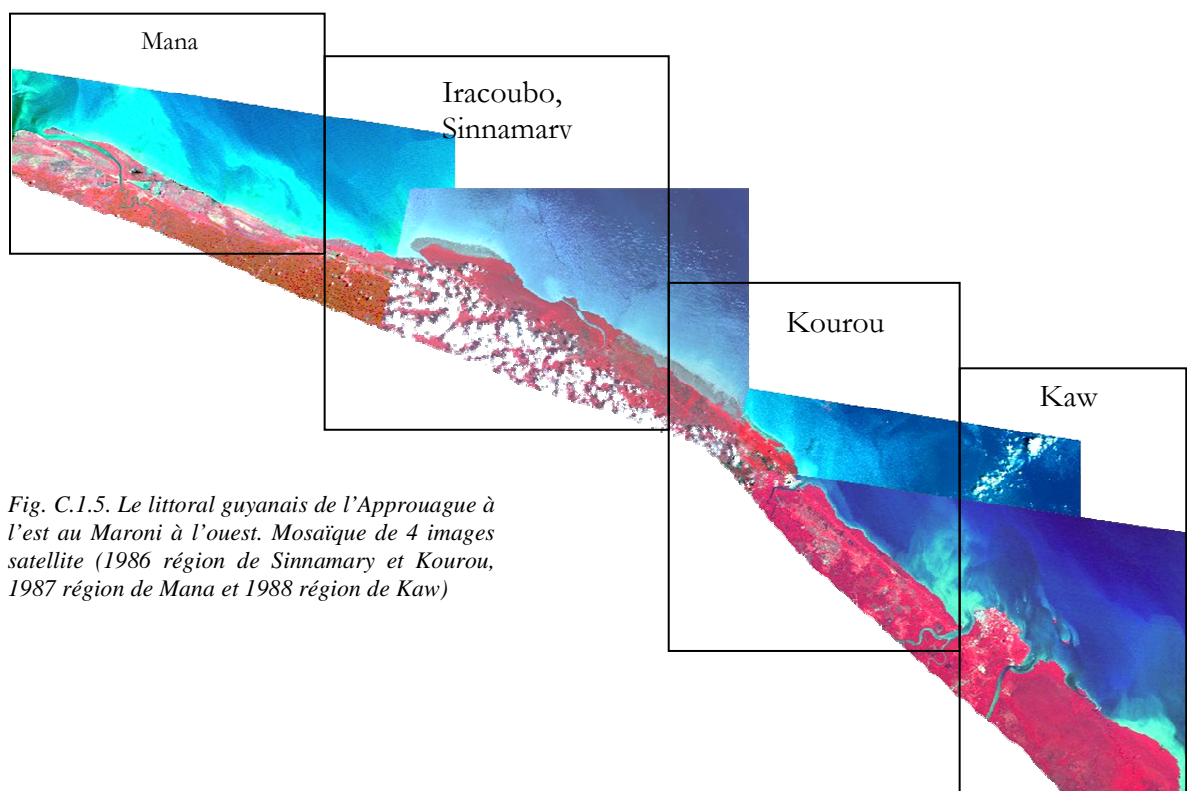 Mana
Iracoubo,
Sinnamary
Kourou
Kaw
Fig. C.1.5. Le littoral guyanais de l’Approuague à
l’est au Maroni à l’ouest. Mosaïque de 4 images
satellite (1986 région de Sinnamary et Kourou,
1987 région de Mana et 1988 région de Kaw)